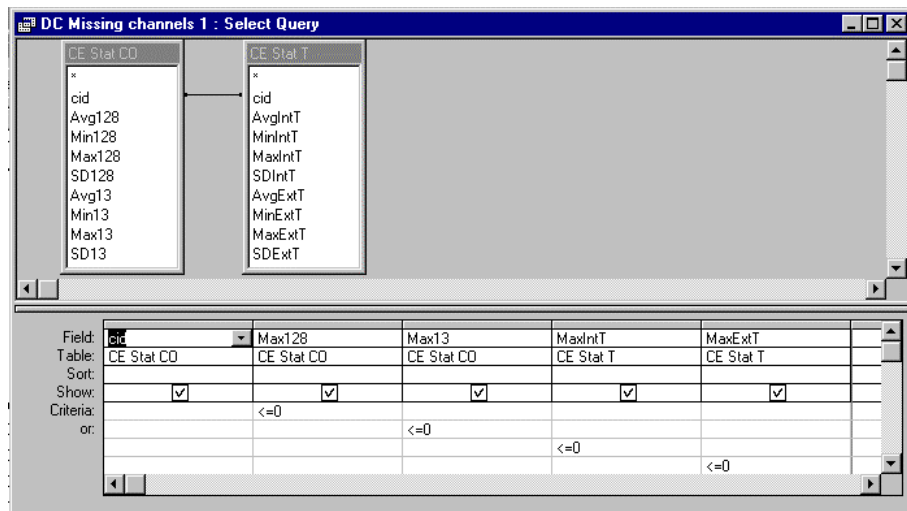 DC Missing channels 1 : Select Query
CE Stat CO
*
cid
Avg128
Min128
Max128
SD128
Avg13
Min13
Max13
SD13
CE Stat T
*
cid
AvgIntT
MinIntT
MaxIntT
SDIntT
AvgExtT
MinExtT
MaxExtT
SDExtT
Field: cid Max128 Max13 MaxIntT MaxExtT
Table: CE Stat CO CE Stat CO CE Stat CO CE Stat T CE Stat T
Sort:
Show:
Criteria: <=0
or: <=0
<=0
<=0